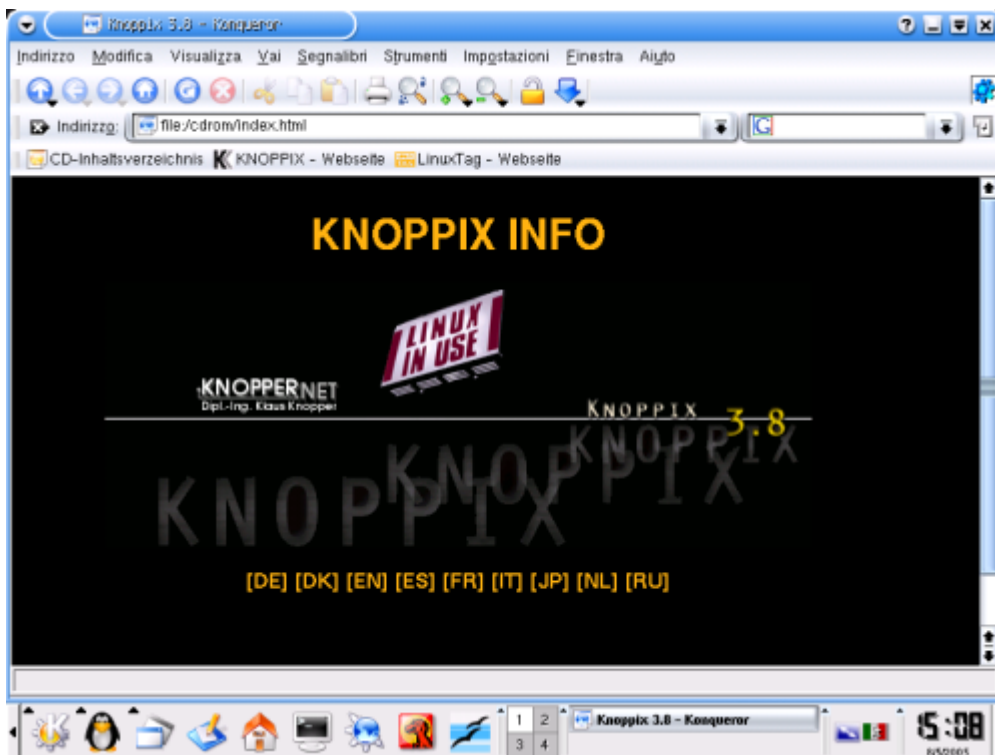 Knoppix 3.8 - Konqueror
Indirizzo Modifica Visualizza Vai Segnalibri Strumenti Impostazioni Finestra Aiuto
Indirizzo: file:/cdrom/index.html
CD-Inhaltsverzeichnis KNOPPIX - Webseite LinuxTag - Webseite
KNOPPIX INFO
LINUX
IN USE
KNOPPERNET
Dipl.-Ing. Klaus Knopper
KNOPPIX 3.8
KNOPPIX KNOPPIX KNOPPIX
[DE] [DK] [EN] [ES] [FR] [IT] [JP] [NL] [RU]
1 2
3 4
Knoppix 3.8 - Konqueror
15:08